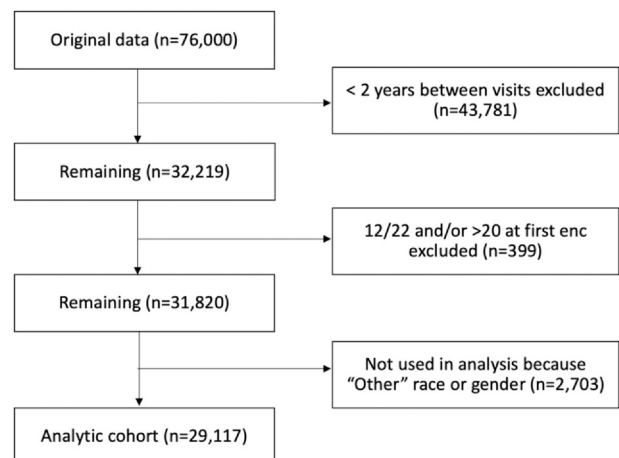 Original data (n=76,000)
< 2 years between visits excluded
(n=43,781)
Remaining (n=32,219)
12/22 and/or >20 at first enc
excluded (n=399)
Remaining (n=31,820)
Not used in analysis because
“Other” race or gender (n=2,703)
Analytic cohort (n=29,117)